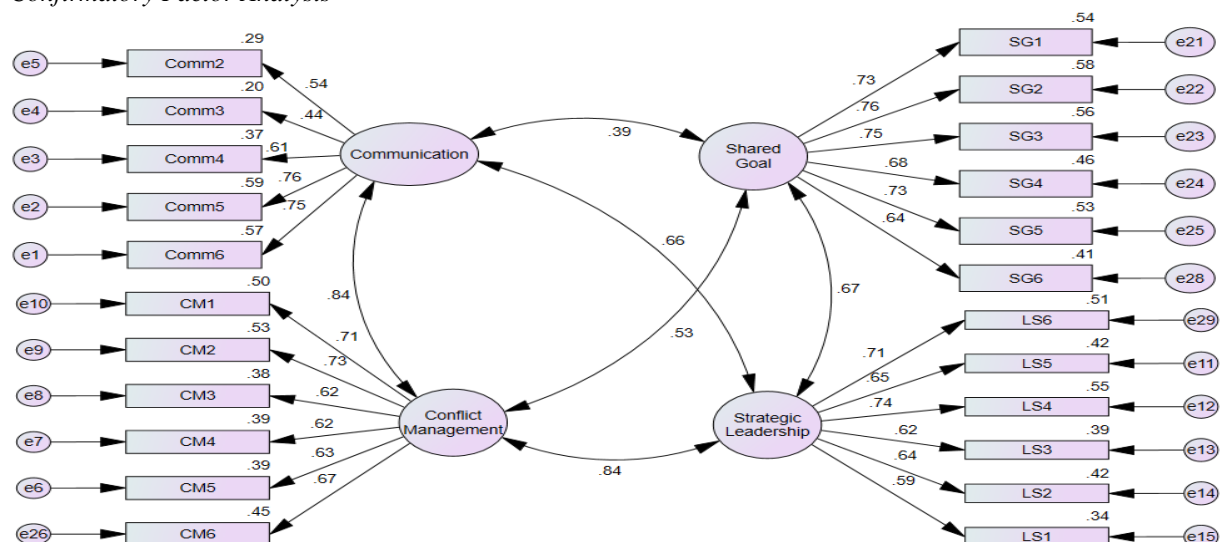 Confirmatory Factor Analysis
.29
e5 Comm2
.54
.20
e4 Comm3
.44
.37
e3 Comm4
.61
.59
e2 Comm5
.76
.57
e1 Comm6
.75
Communication
.50
e10 CM1
.71
.53
e9 CM2
.73
.38
e8 CM3
.62
.39
e7 CM4
.62
.39
e6 CM5
.63
.45
e26 CM6
.67
Conflict
Management
.39
.66
.84
.53
.67
.84
.54
SG1 e21
.73
.58
SG2 e22
.76
.56
SG3 e23
.75
.46
SG4 e24
.68
.53
SG5 e25
.73
.41
SG6 e28
.64
Shared
Goal
.51
LS6 e29
.71
.42
LS5 e11
.65
.55
LS4 e12
.74
.39
LS3 e13
.62
.42
LS2 e14
.64
.34
LS1 e15
.59
Strategic
Leadership